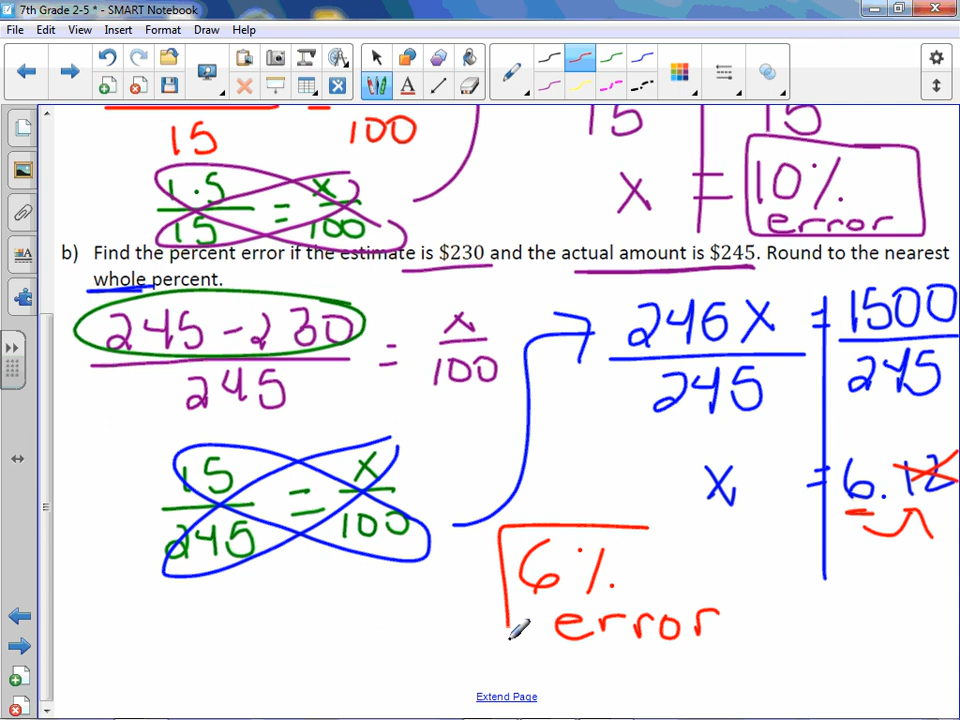 7th Grade 2-5 * - SMART Notebook
File Edit View Insert Format Draw Help
15 100
15 15
1.5 = x
15 100
x = 10% error
b) Find the percent error if the estimate is $230 and the actual amount is $245. Round to the nearest
whole percent.
245 - 230 = x
245 100
246x = 1500
245 245
15 = x
245 100
x = 6.12
6%
error
Extend Page